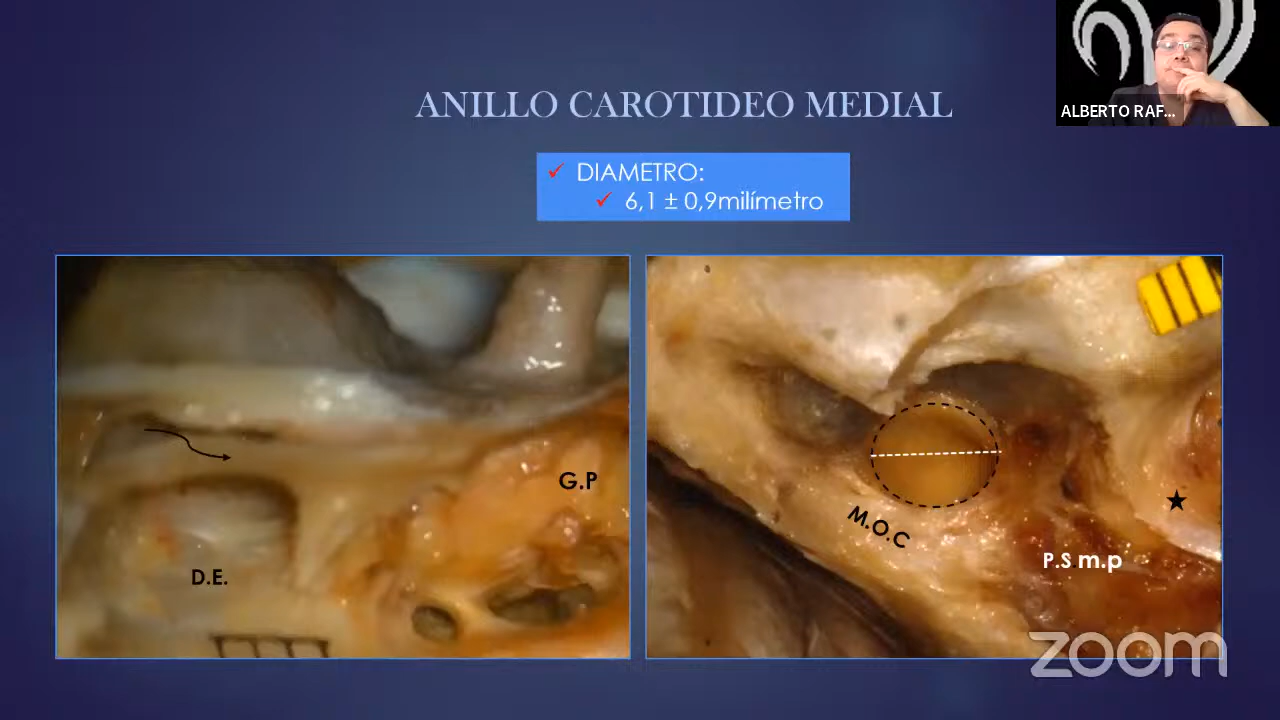 ANILLO CAROTIDEO MEDIAL
ALBERTO RAF...
DIAMETRO:
6,1 ± 0,9milímetro
G.P
D.E.
M.O.C
P.S.m.p
zoom